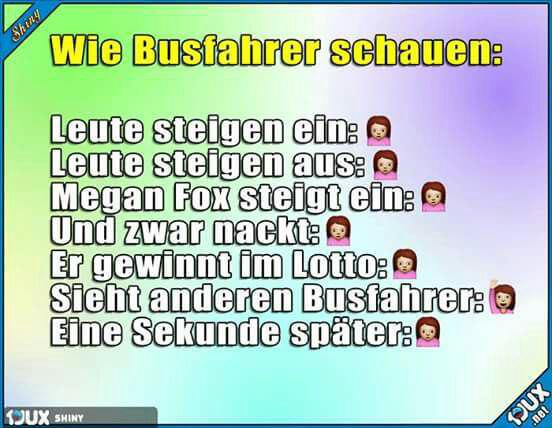 Shiny
Wie Busfahrer schauen:
Leute steigen ein: 🙍
Leute steigen aus: 🙍
Megan Fox steigt ein: 🙍
Und zwar nackt: 🙍
Er gewinnt im Lotto: 🙍
Sieht anderen Busfahrer: 🙋
Eine Sekunde später: 🙍
1JUX SHINY
1JUX.net